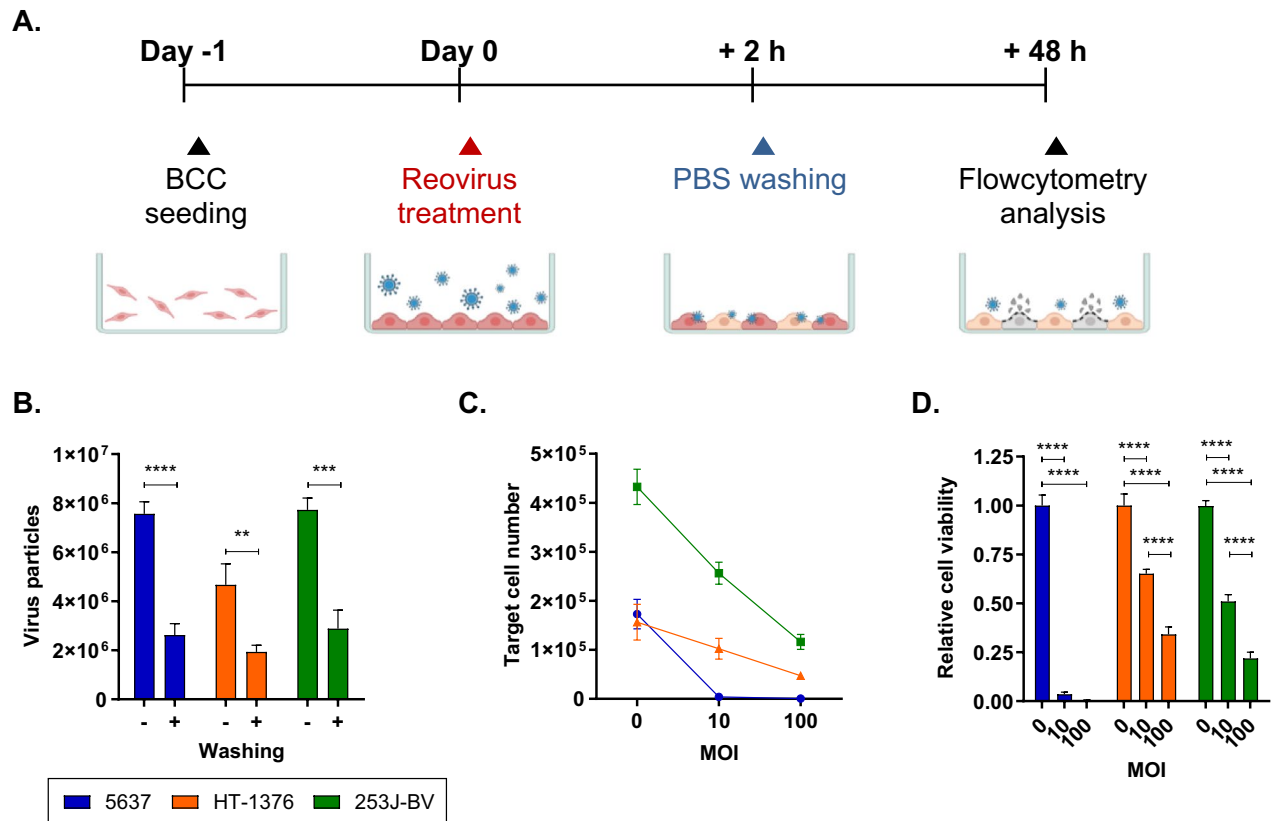 A.
Day -1
Day 0
+ 2 h
+ 48 h
BCC
seeding
Reovirus
treatment
PBS washing
Flowcytometry
analysis
B.
Virus particles
1×10⁷
8×10⁶
6×10⁶
4×10⁶
2×10⁶
0
****
**
***
- + - + - +
Washing
5637 HT-1376 253J-BV
C.
Target cell number
5×10⁵
4×10⁵
3×10⁵
2×10⁵
1×10⁵
0
0 10 100
MOI
D.
Relative cell viability
1.25
1.00
0.75
0.50
0.25
0.00
**** **** ****
**** **** ****
**** ****
0 10 100 0 10 100 0 10 100
MOI